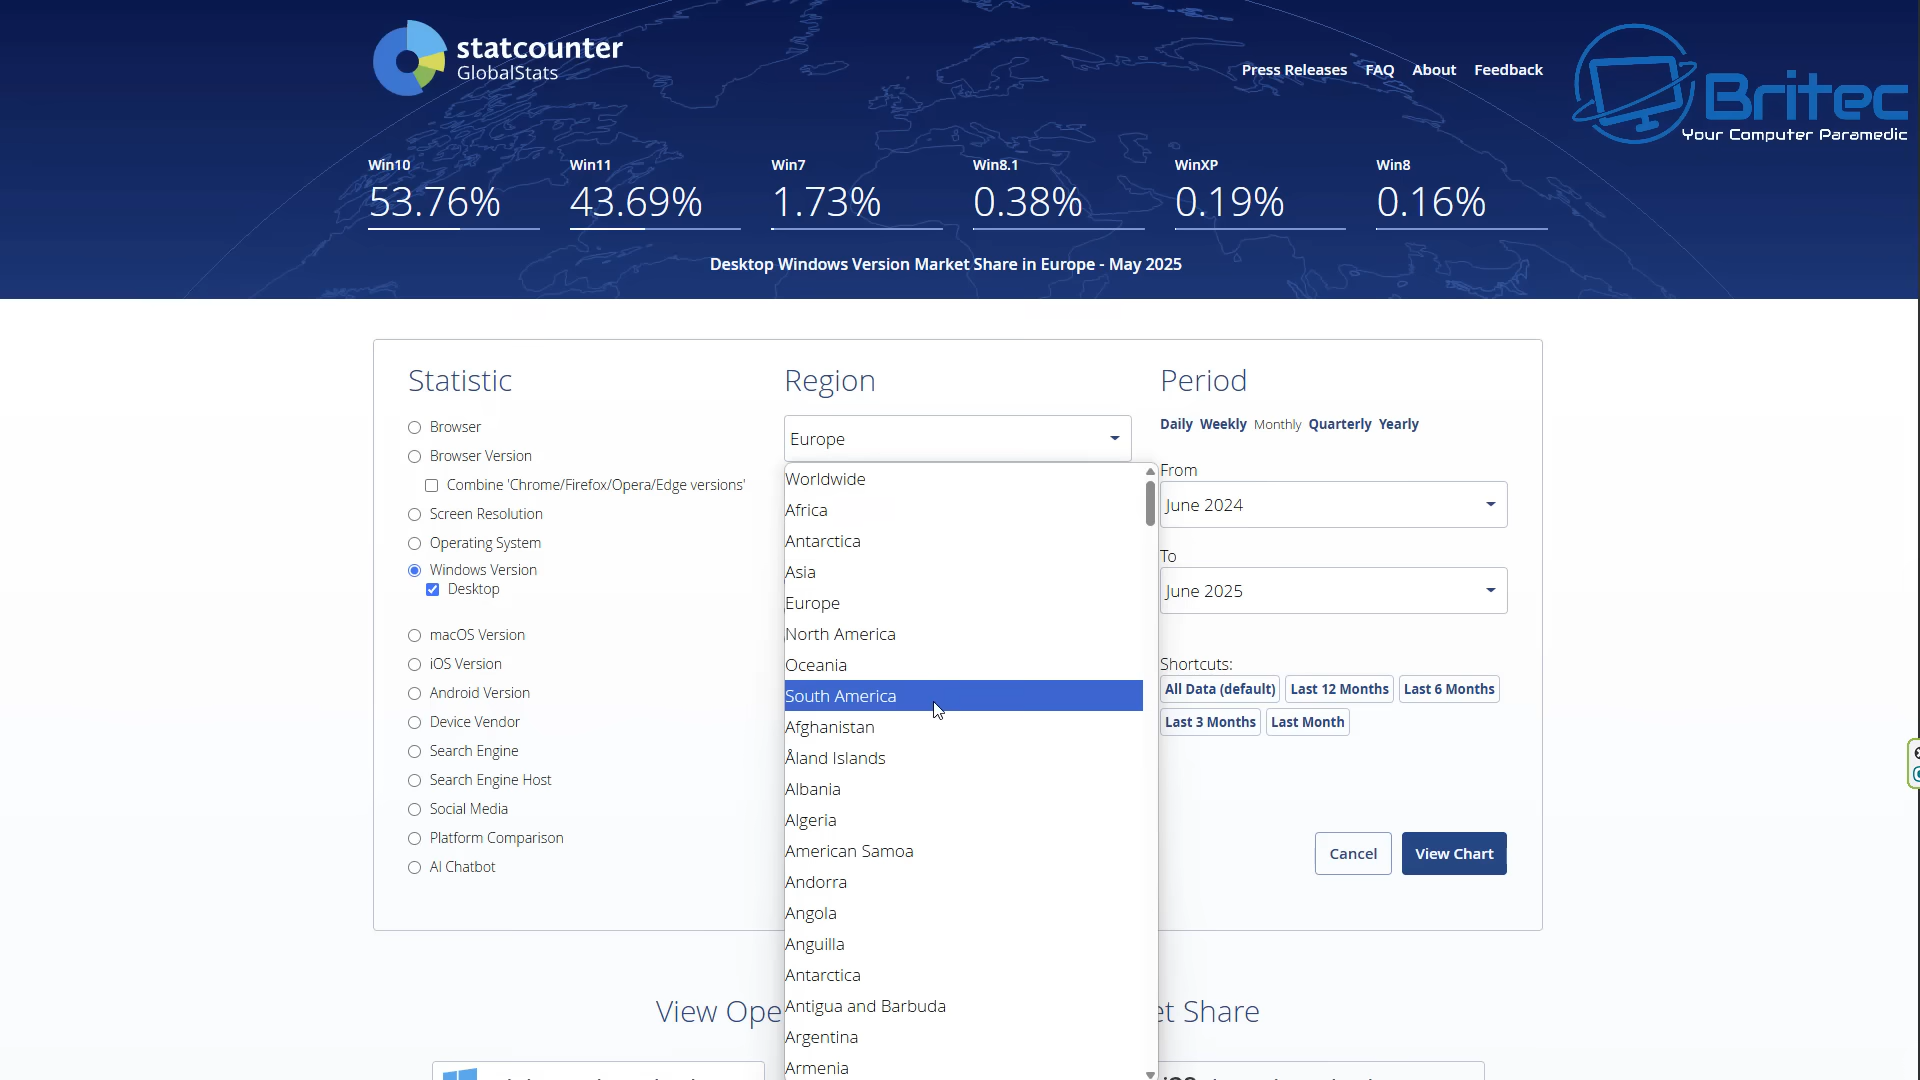 statcounter
GlobalStats
Press Releases FAQ About Feedback
Britec
Your Computer Paramedic
Win10 Win11 Win7 Win8.1 WinXP Win8
53.76% 43.69% 1.73% 0.38% 0.19% 0.16%
Desktop Windows Version Market Share in Europe - May 2025
Statistic
Browser
Browser Version
Combine 'Chrome/Firefox/Opera/Edge versions'
Screen Resolution
Operating System
Windows Version
Desktop
macOS Version
iOS Version
Android Version
Device Vendor
Search Engine
Search Engine Host
Social Media
Platform Comparison
AI Chatbot
Region
Europe
Worldwide
Africa
Antarctica
Asia
Europe
North America
Oceania
South America
Afghanistan
Åland Islands
Albania
Algeria
American Samoa
Andorra
Angola
Anguilla
Antarctica
Antigua and Barbuda
Argentina
Armenia
Period
Daily Weekly Monthly Quarterly Yearly
From
June 2024
To
June 2025
Shortcuts:
All Data (default) Last 12 Months Last 6 Months
Last 3 Months Last Month
Cancel View Chart
View Ope
et Share